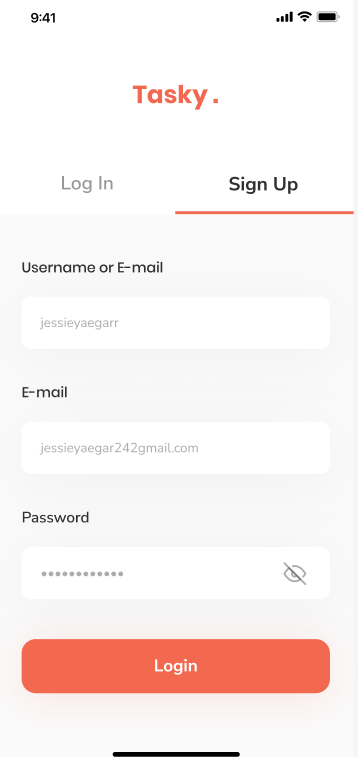 9:41
Tasky.
Log In
Sign Up
Username or E-mail
jessieyaegarr
E-mail
jessieyaegar242gmail.com
Password
••••••••••••
Login